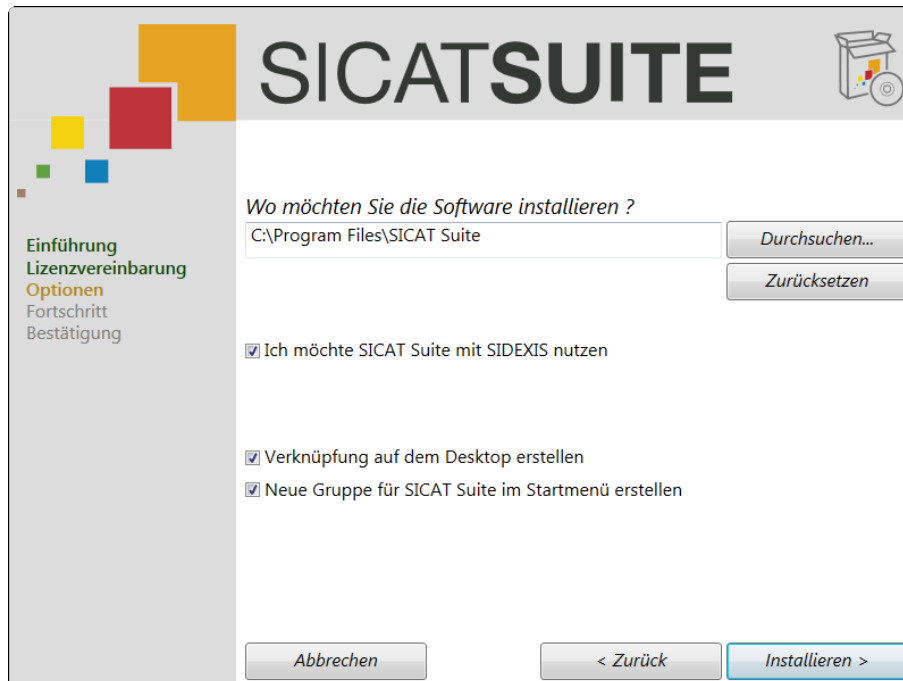 SICATSUITE
Einführung
Lizenzvereinbarung
Optionen
Fortschritt
Bestätigung
Wo möchten Sie die Software installieren ?
C:\Program Files\SICAT Suite
Durchsuchen...
Zurücksetzen
Ich möchte SICAT Suite mit SIDEXIS nutzen
Verknüpfung auf dem Desktop erstellen
Neue Gruppe für SICAT Suite im Startmenü erstellen
Abbrechen
< Zurück
Installieren >